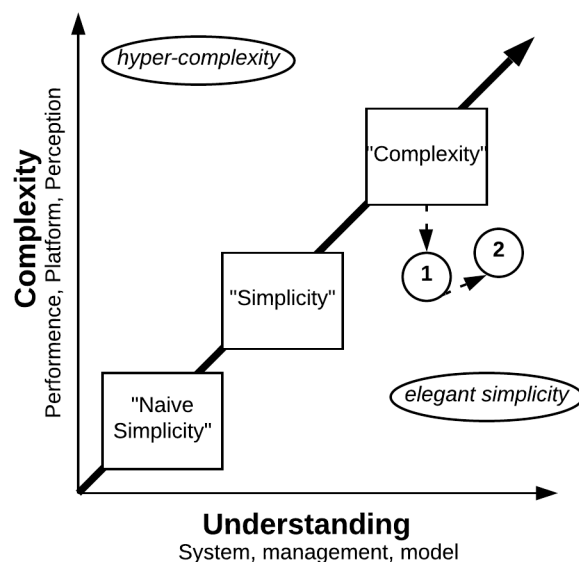 hyper-complexity
"Complexity"
1
2
"Simplicity"
"Naive
Simplicity"
elegant simplicity
Complexity
Performence, Platform, Perception
Understanding
System, management, model